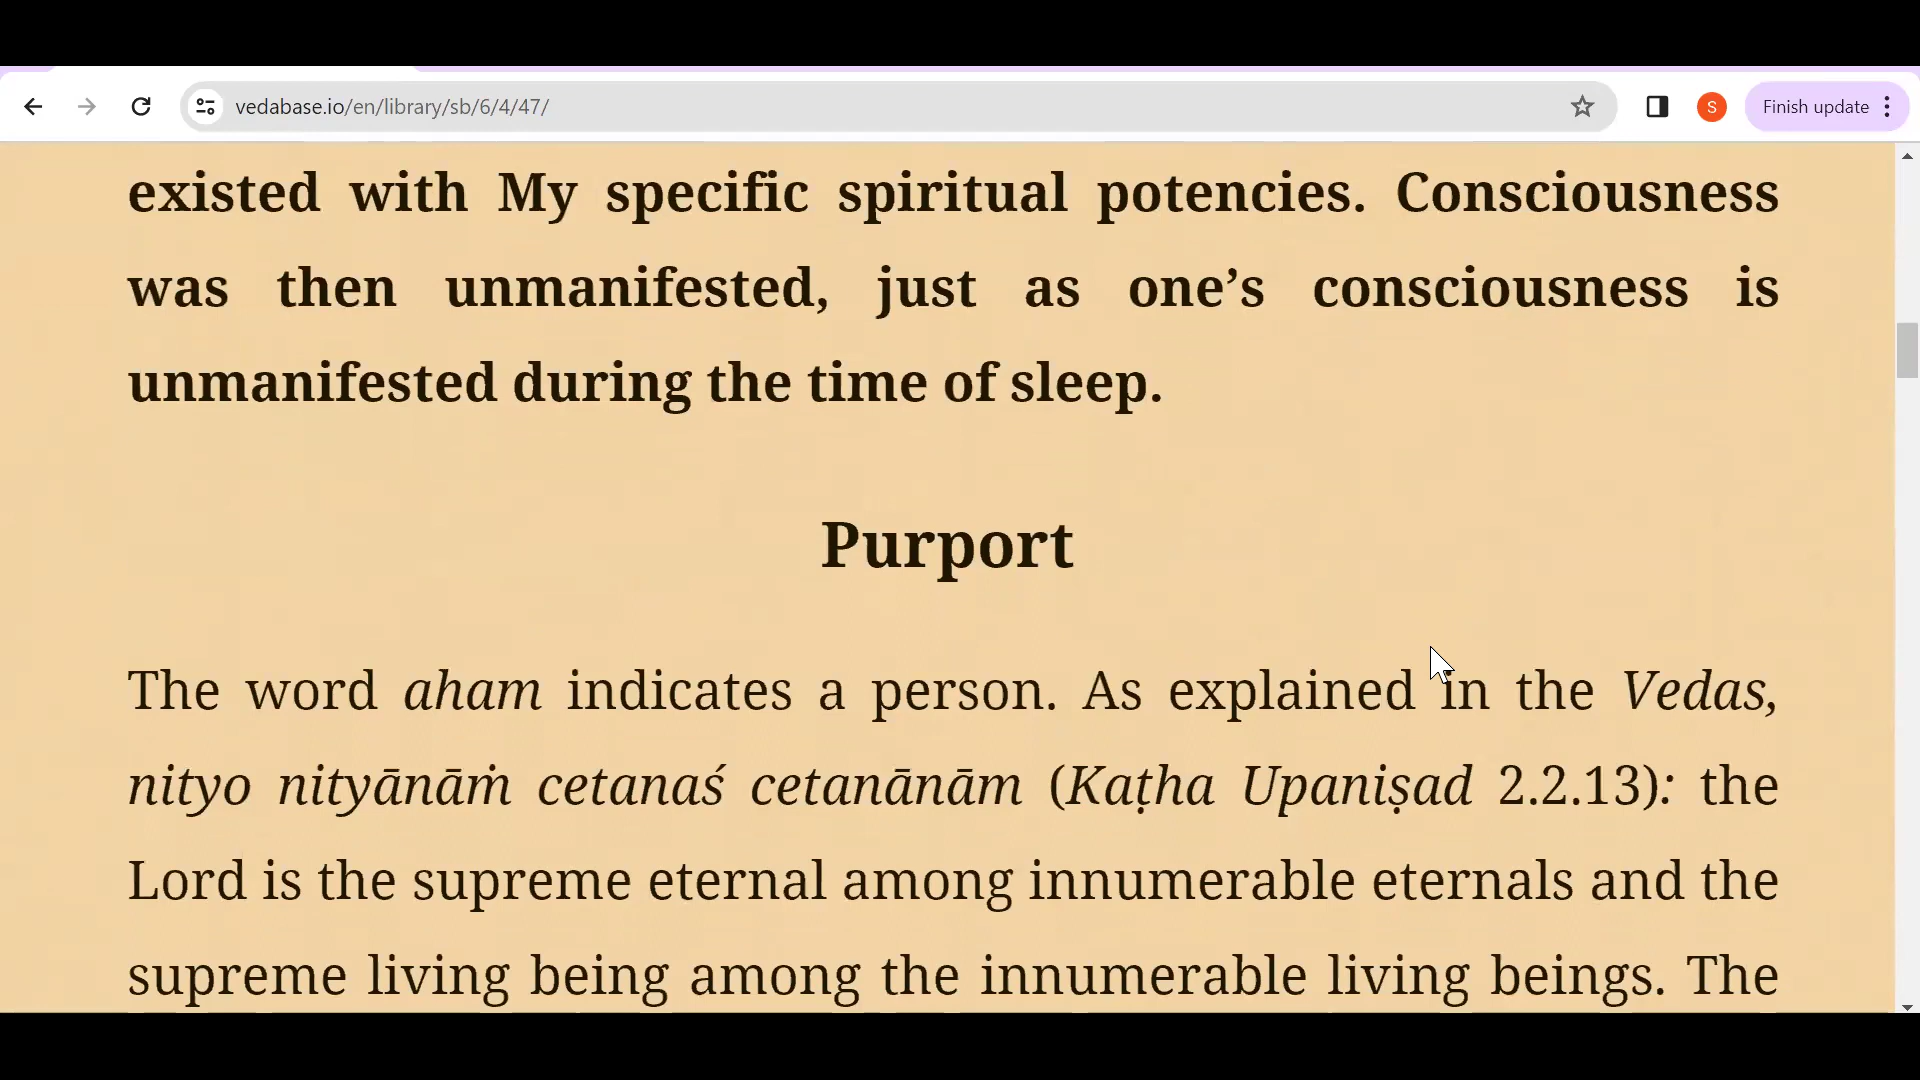 vedabase.io/en/library/sb/6/4/47/
S
Finish update
existed with My specific spiritual potencies. Consciousness
was then unmanifested, just as one’s consciousness is
unmanifested during the time of sleep.
Purport
The word aham indicates a person. As explained in the Vedas,
nityo nityānāṁ cetanaś cetanānām (Kaṭha Upaniṣad 2.2.13): the
Lord is the supreme eternal among innumerable eternals and the
supreme living being among the innumerable living beings. The